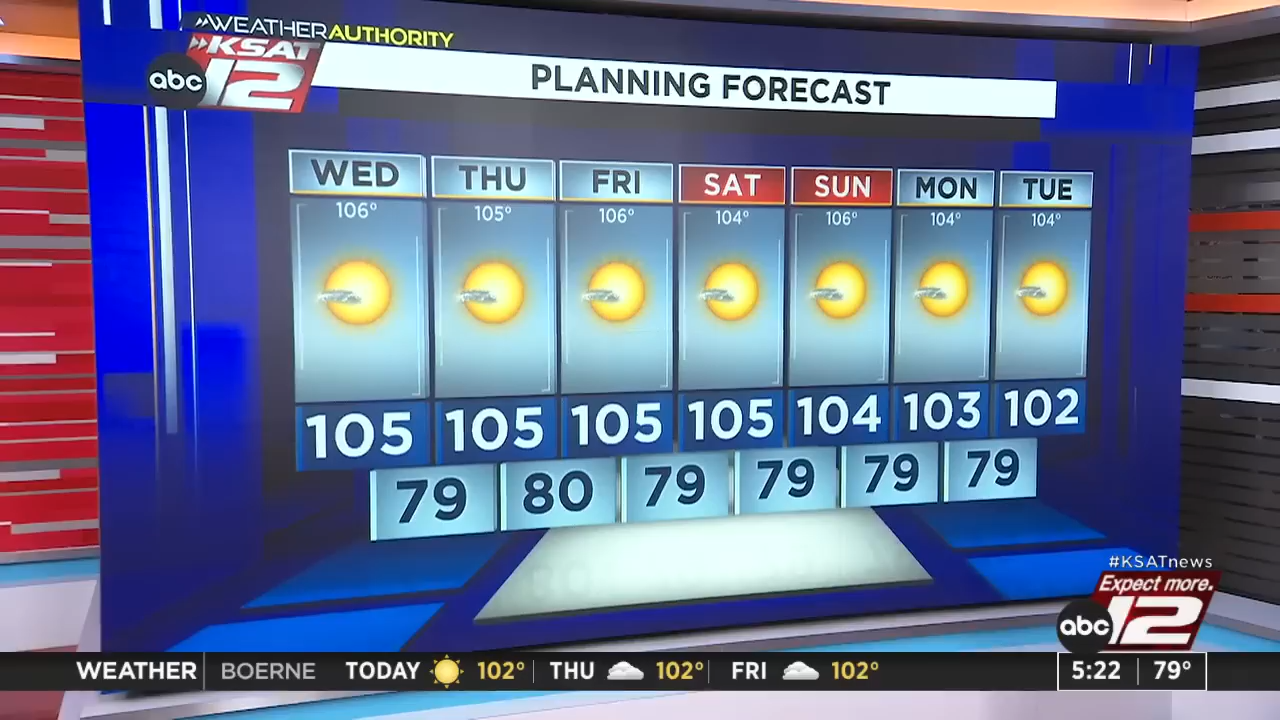 »WEATHERAUTHORITY
»KSAT
abc 12
PLANNING FORECAST
WED THU FRI SAT SUN MON TUE
106° 105° 106° 104° 106° 104° 104°
105 105 105 105 104 103 102
79 80 79 79 79 79
#KSATnews
Expect more.
abc 12
WEATHER BOERNE TODAY 102° THU 102° FRI 102° 5:22 79°